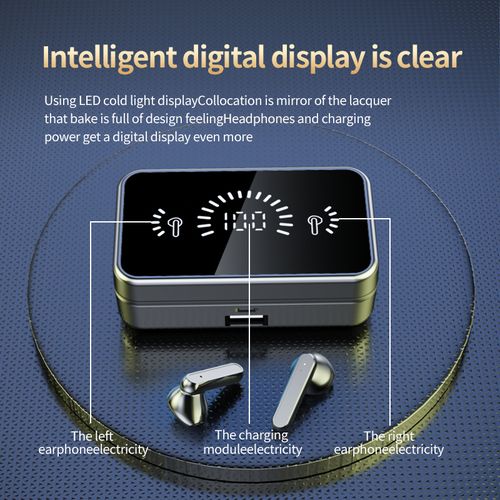 Intelligent digital display is clear
Using LED cold light displayCollocation is mirror of the lacquer
that bake is full of design feelingHeadphones and charging
power get a digital display even more
100
The left
earphoneelectricity
The charging
moduleelectricity
The right
earphoneelectricity